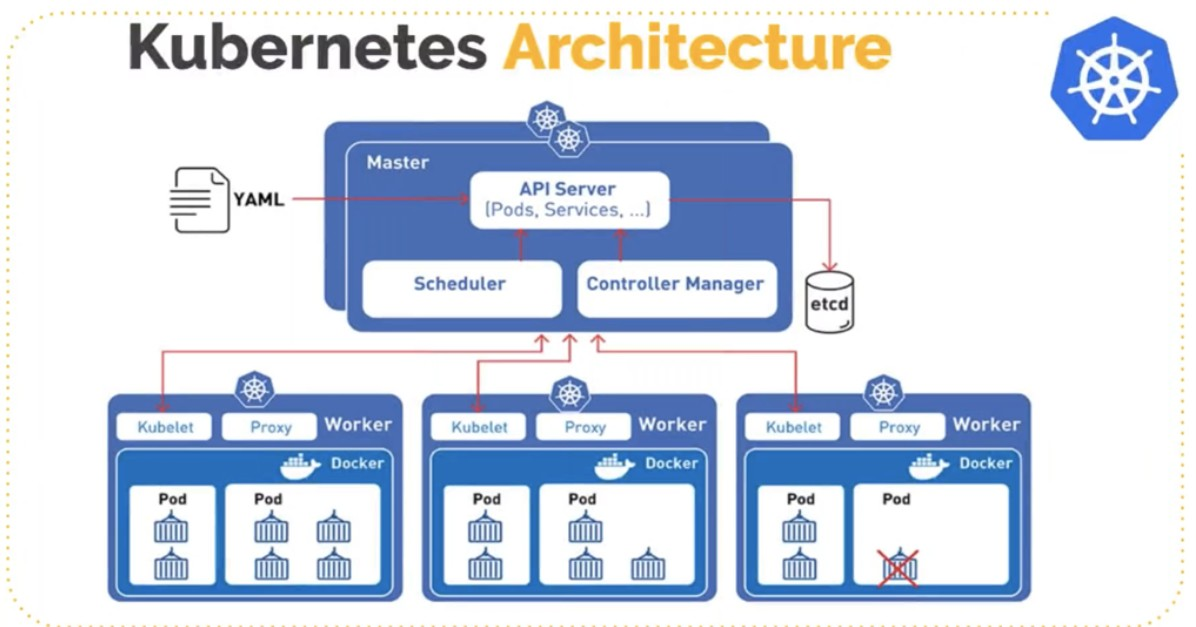 Kubernetes Architecture
Master
YAML
API Server
(Pods, Services, ...)
Scheduler
Controller Manager
etcd
Kubelet
Proxy
Worker
Docker
Pod
Pod
Kubelet
Proxy
Worker
Docker
Pod
Pod
Kubelet
Proxy
Worker
Docker
Pod
Pod